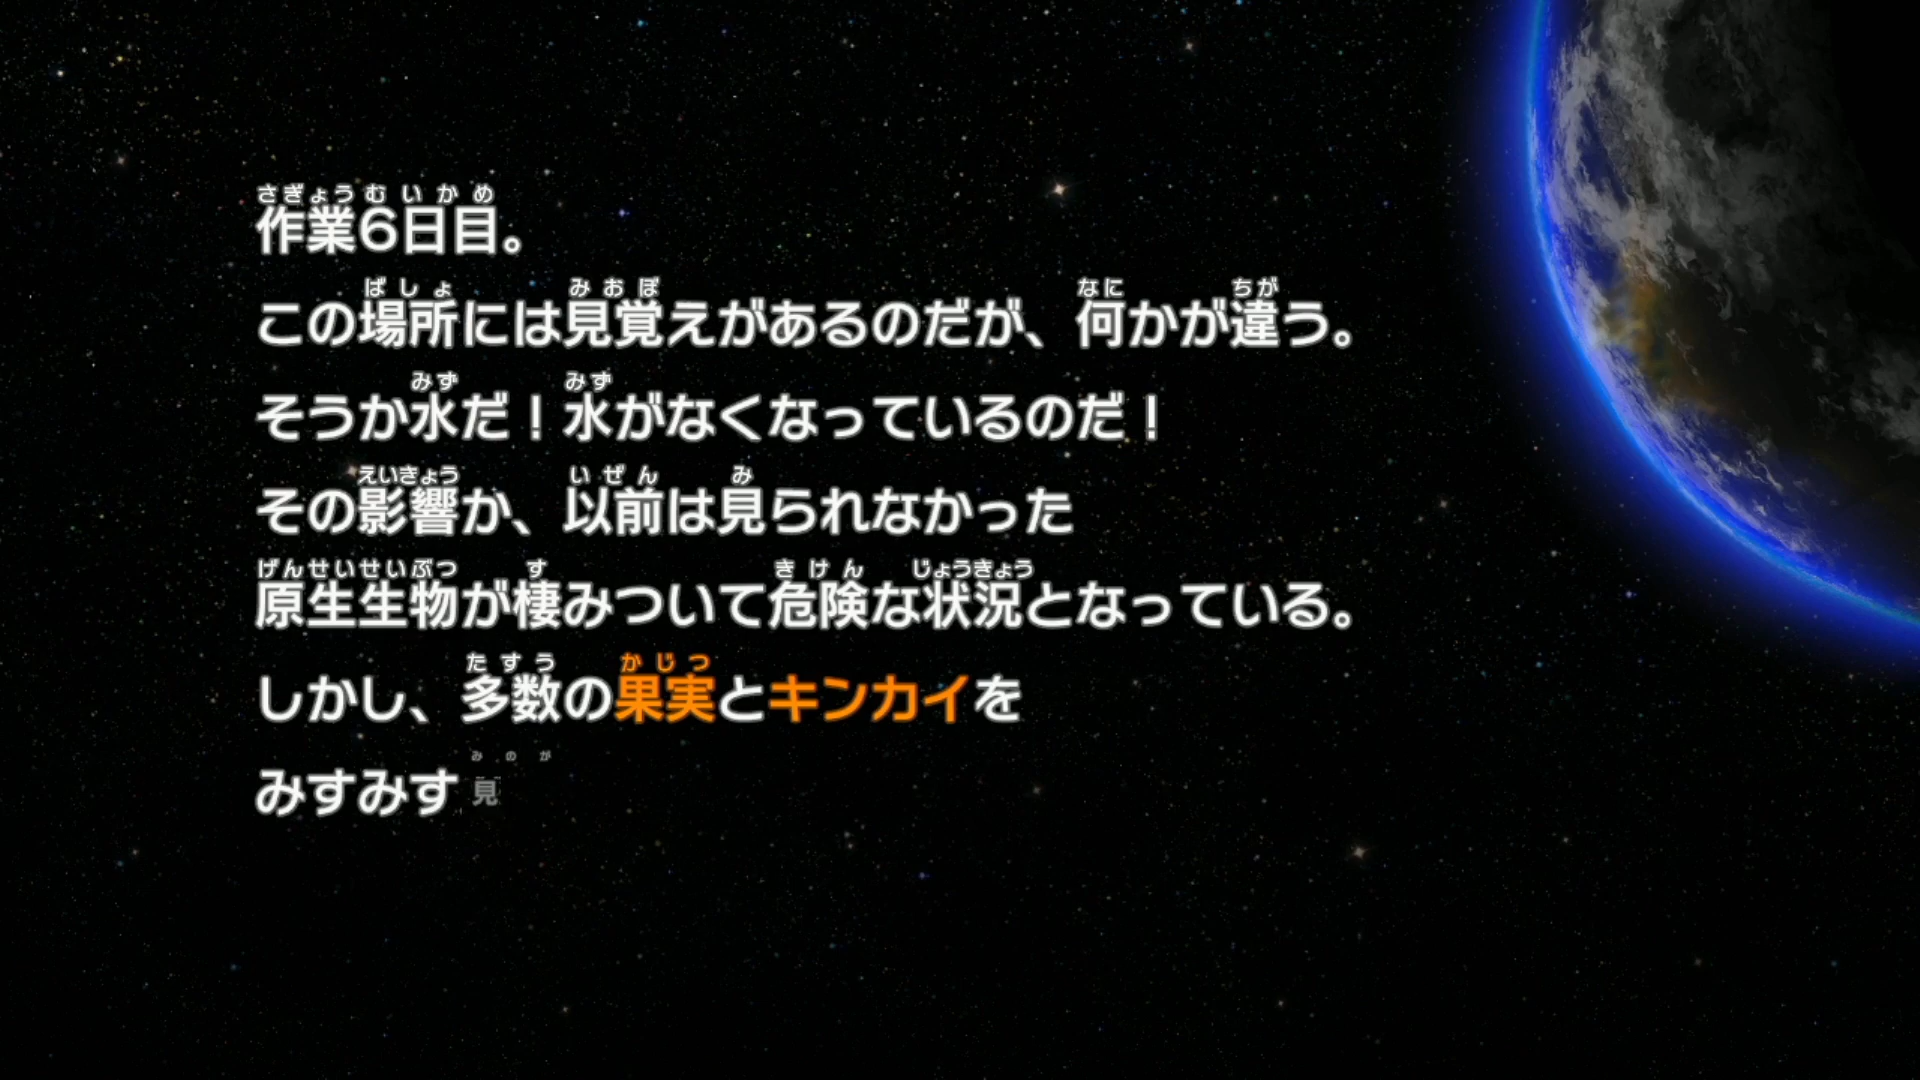 作業6日目。
この場所には見覚えがあるのだが、何かが違う。
そうか水だ！水がなくなっているのだ！
その影響か、以前は見られなかった
原生生物が棲みついて危険な状況となっている。
しかし、多数の果実とキンカイを
みすみす見